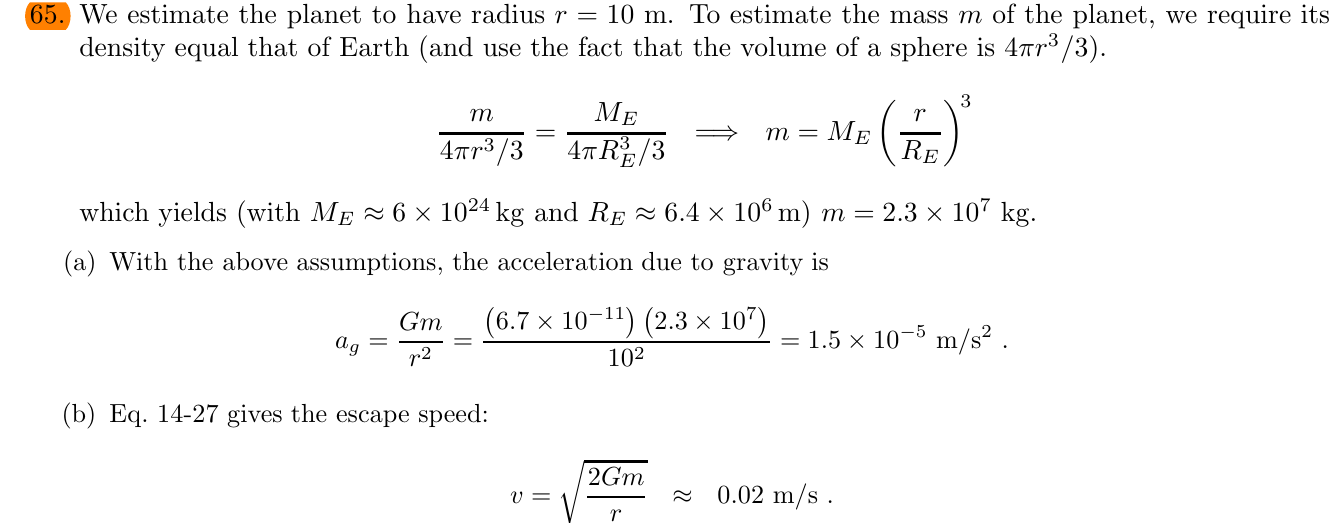 65. We estimate the planet to have radius r = 10 m. To estimate the mass m of the planet, we require its
density equal that of Earth (and use the fact that the volume of a sphere is 4πr³/3).
m/(4πr³/3) = M_E/(4πR_E³/3) ⟹ m = M_E (r/R_E)³
which yields (with M_E ≈ 6 × 10²⁴ kg and R_E ≈ 6.4 × 10⁶ m) m = 2.3 × 10⁷ kg.
(a) With the above assumptions, the acceleration due to gravity is
a_g = Gm/r² = (6.7 × 10⁻¹¹) (2.3 × 10⁷)/10² = 1.5 × 10⁻⁵ m/s² .
(b) Eq. 14-27 gives the escape speed:
v = √(2Gm/r) ≈ 0.02 m/s .